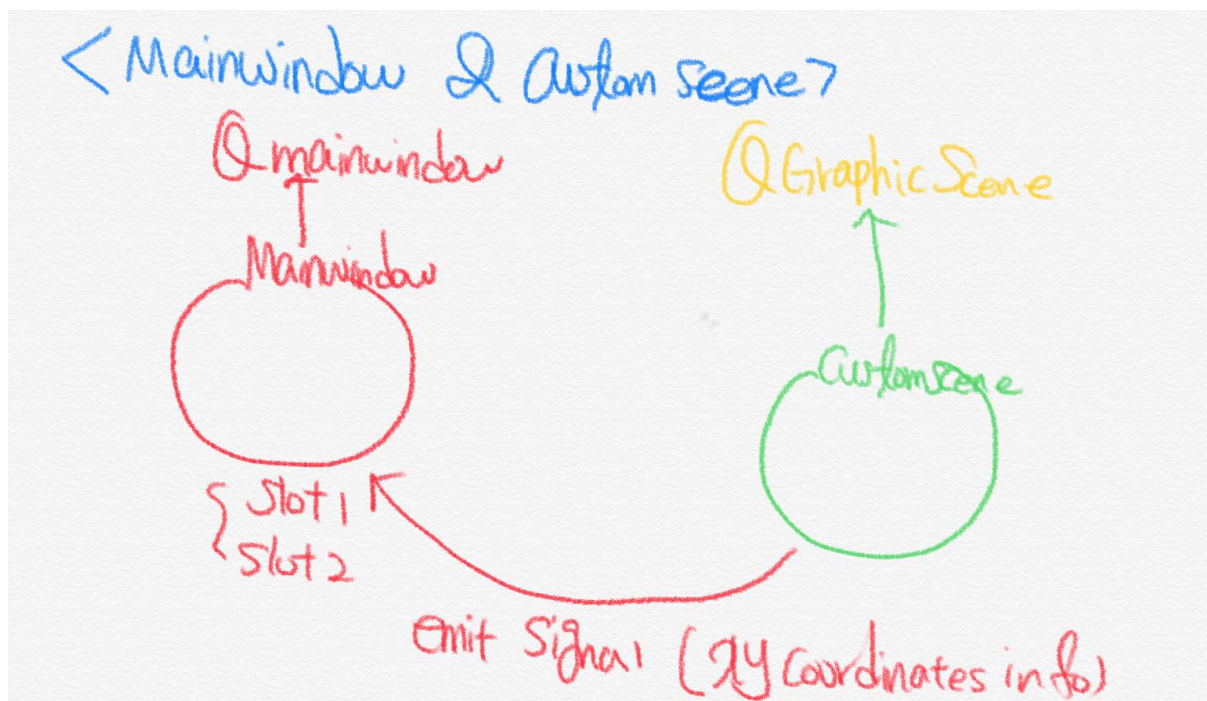 <Mainwindow & Custom Scene>
Qmainwindow
QGraphicScene
Mainwindow
Customscene
Slot1
Slot2
emit signal (xy coordinates info)